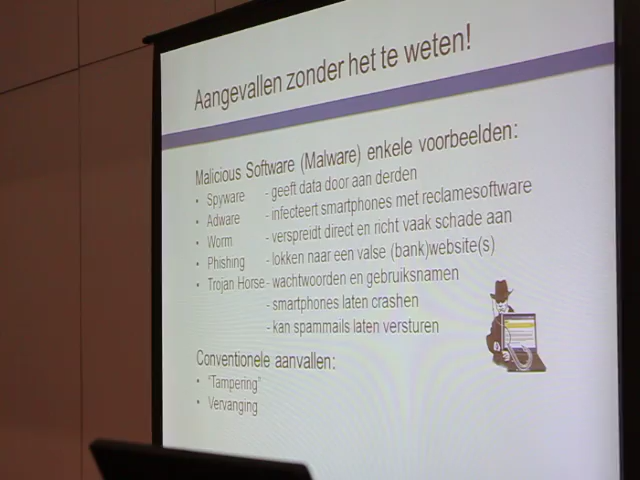 Aangevallen zonder het te weten!
Malicious Software (Malware) enkele voorbeelden:
• Spyware - geeft data door aan derden
• Adware - infecteert smartphones met reclamesoftware
• Worm - verspreidt direct en richt vaak schade aan
• Phishing - lokken naar een valse (bank)website(s)
• Trojan Horse - wachtwoorden en gebruiksnamen
- smartphones laten crashen
- kan spammails laten versturen
Conventionele aanvallen:
• "Tampering"
• Vervanging